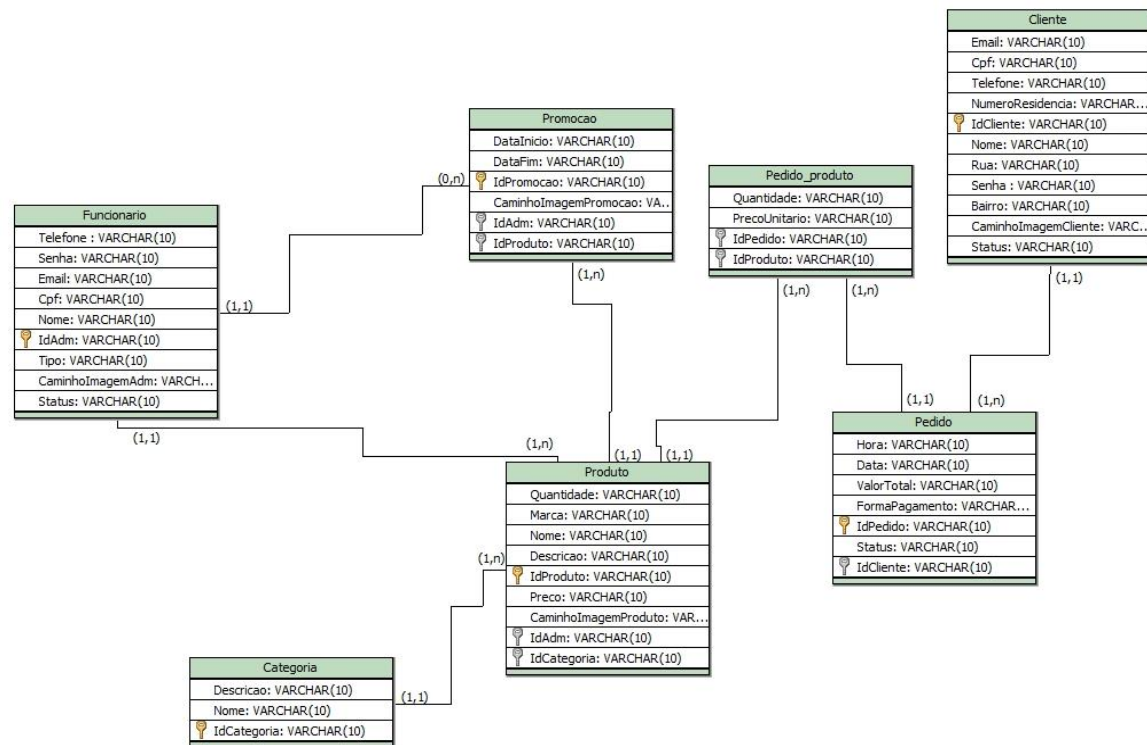 Cliente
Email: VARCHAR(10)
Cpf: VARCHAR(10)
Telefone: VARCHAR(10)
NumeroResidencia: VARCHAR...
IdCliente: VARCHAR(10)
Nome: VARCHAR(10)
Rua: VARCHAR(10)
Senha : VARCHAR(10)
Bairro: VARCHAR(10)
CaminhoImagemCliente: VARC...
Status: VARCHAR(10)
(1,1)
Promocao
DataInicio: VARCHAR(10)
DataFim: VARCHAR(10)
IdPromocao: VARCHAR(10)
CaminhoImagemPromocao: VA...
IdAdm: VARCHAR(10)
IdProduto: VARCHAR(10)
(0,n)
(1,n)
Pedido_produto
Quantidade: VARCHAR(10)
PrecoUnitario: VARCHAR(10)
IdPedido: VARCHAR(10)
IdProduto: VARCHAR(10)
(1,n)
(1,n)
Funcionario
Telefone : VARCHAR(10)
Senha: VARCHAR(10)
Email: VARCHAR(10)
Cpf: VARCHAR(10)
Nome: VARCHAR(10)
IdAdm: VARCHAR(10)
Tipo: VARCHAR(10)
CaminhoImagemAdm: VARCH...
Status: VARCHAR(10)
(1,1)
(1,1)
(1,1)
(1,n)
Pedido
Hora: VARCHAR(10)
Data: VARCHAR(10)
ValorTotal: VARCHAR(10)
FormaPagamento: VARCHAR...
IdPedido: VARCHAR(10)
Status: VARCHAR(10)
IdCliente: VARCHAR(10)
(1,n)
(1,1)
(1,1)
Produto
Quantidade: VARCHAR(10)
Marca: VARCHAR(10)
Nome: VARCHAR(10)
Descricao: VARCHAR(10)
IdProduto: VARCHAR(10)
Preco: VARCHAR(10)
CaminhoImagemProduto: VAR...
IdAdm: VARCHAR(10)
IdCategoria: VARCHAR(10)
(1,n)
Categoria
Descricao: VARCHAR(10)
Nome: VARCHAR(10)
IdCategoria: VARCHAR(10)
(1,1)